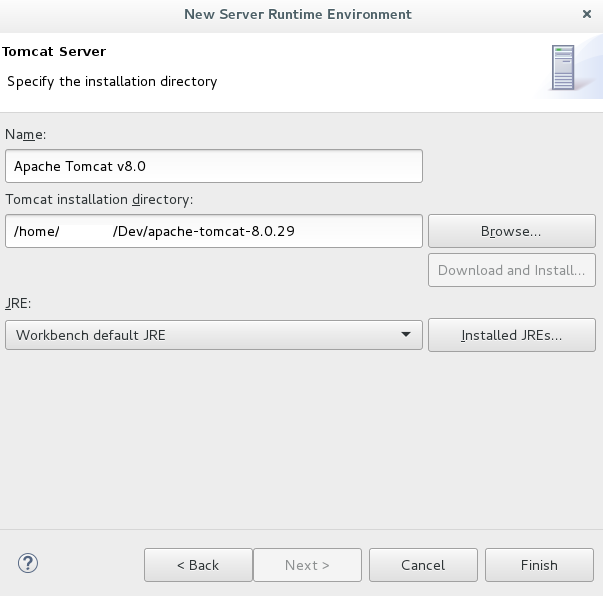 New Server Runtime Environment ×
Tomcat Server
Specify the installation directory
Name:
Apache Tomcat v8.0
Tomcat installation directory:
/home/ /Dev/apache-tomcat-8.0.29 Browse...
Download and Install...
JRE:
Workbench default JRE Installed JREs...
? < Back Next > Cancel Finish